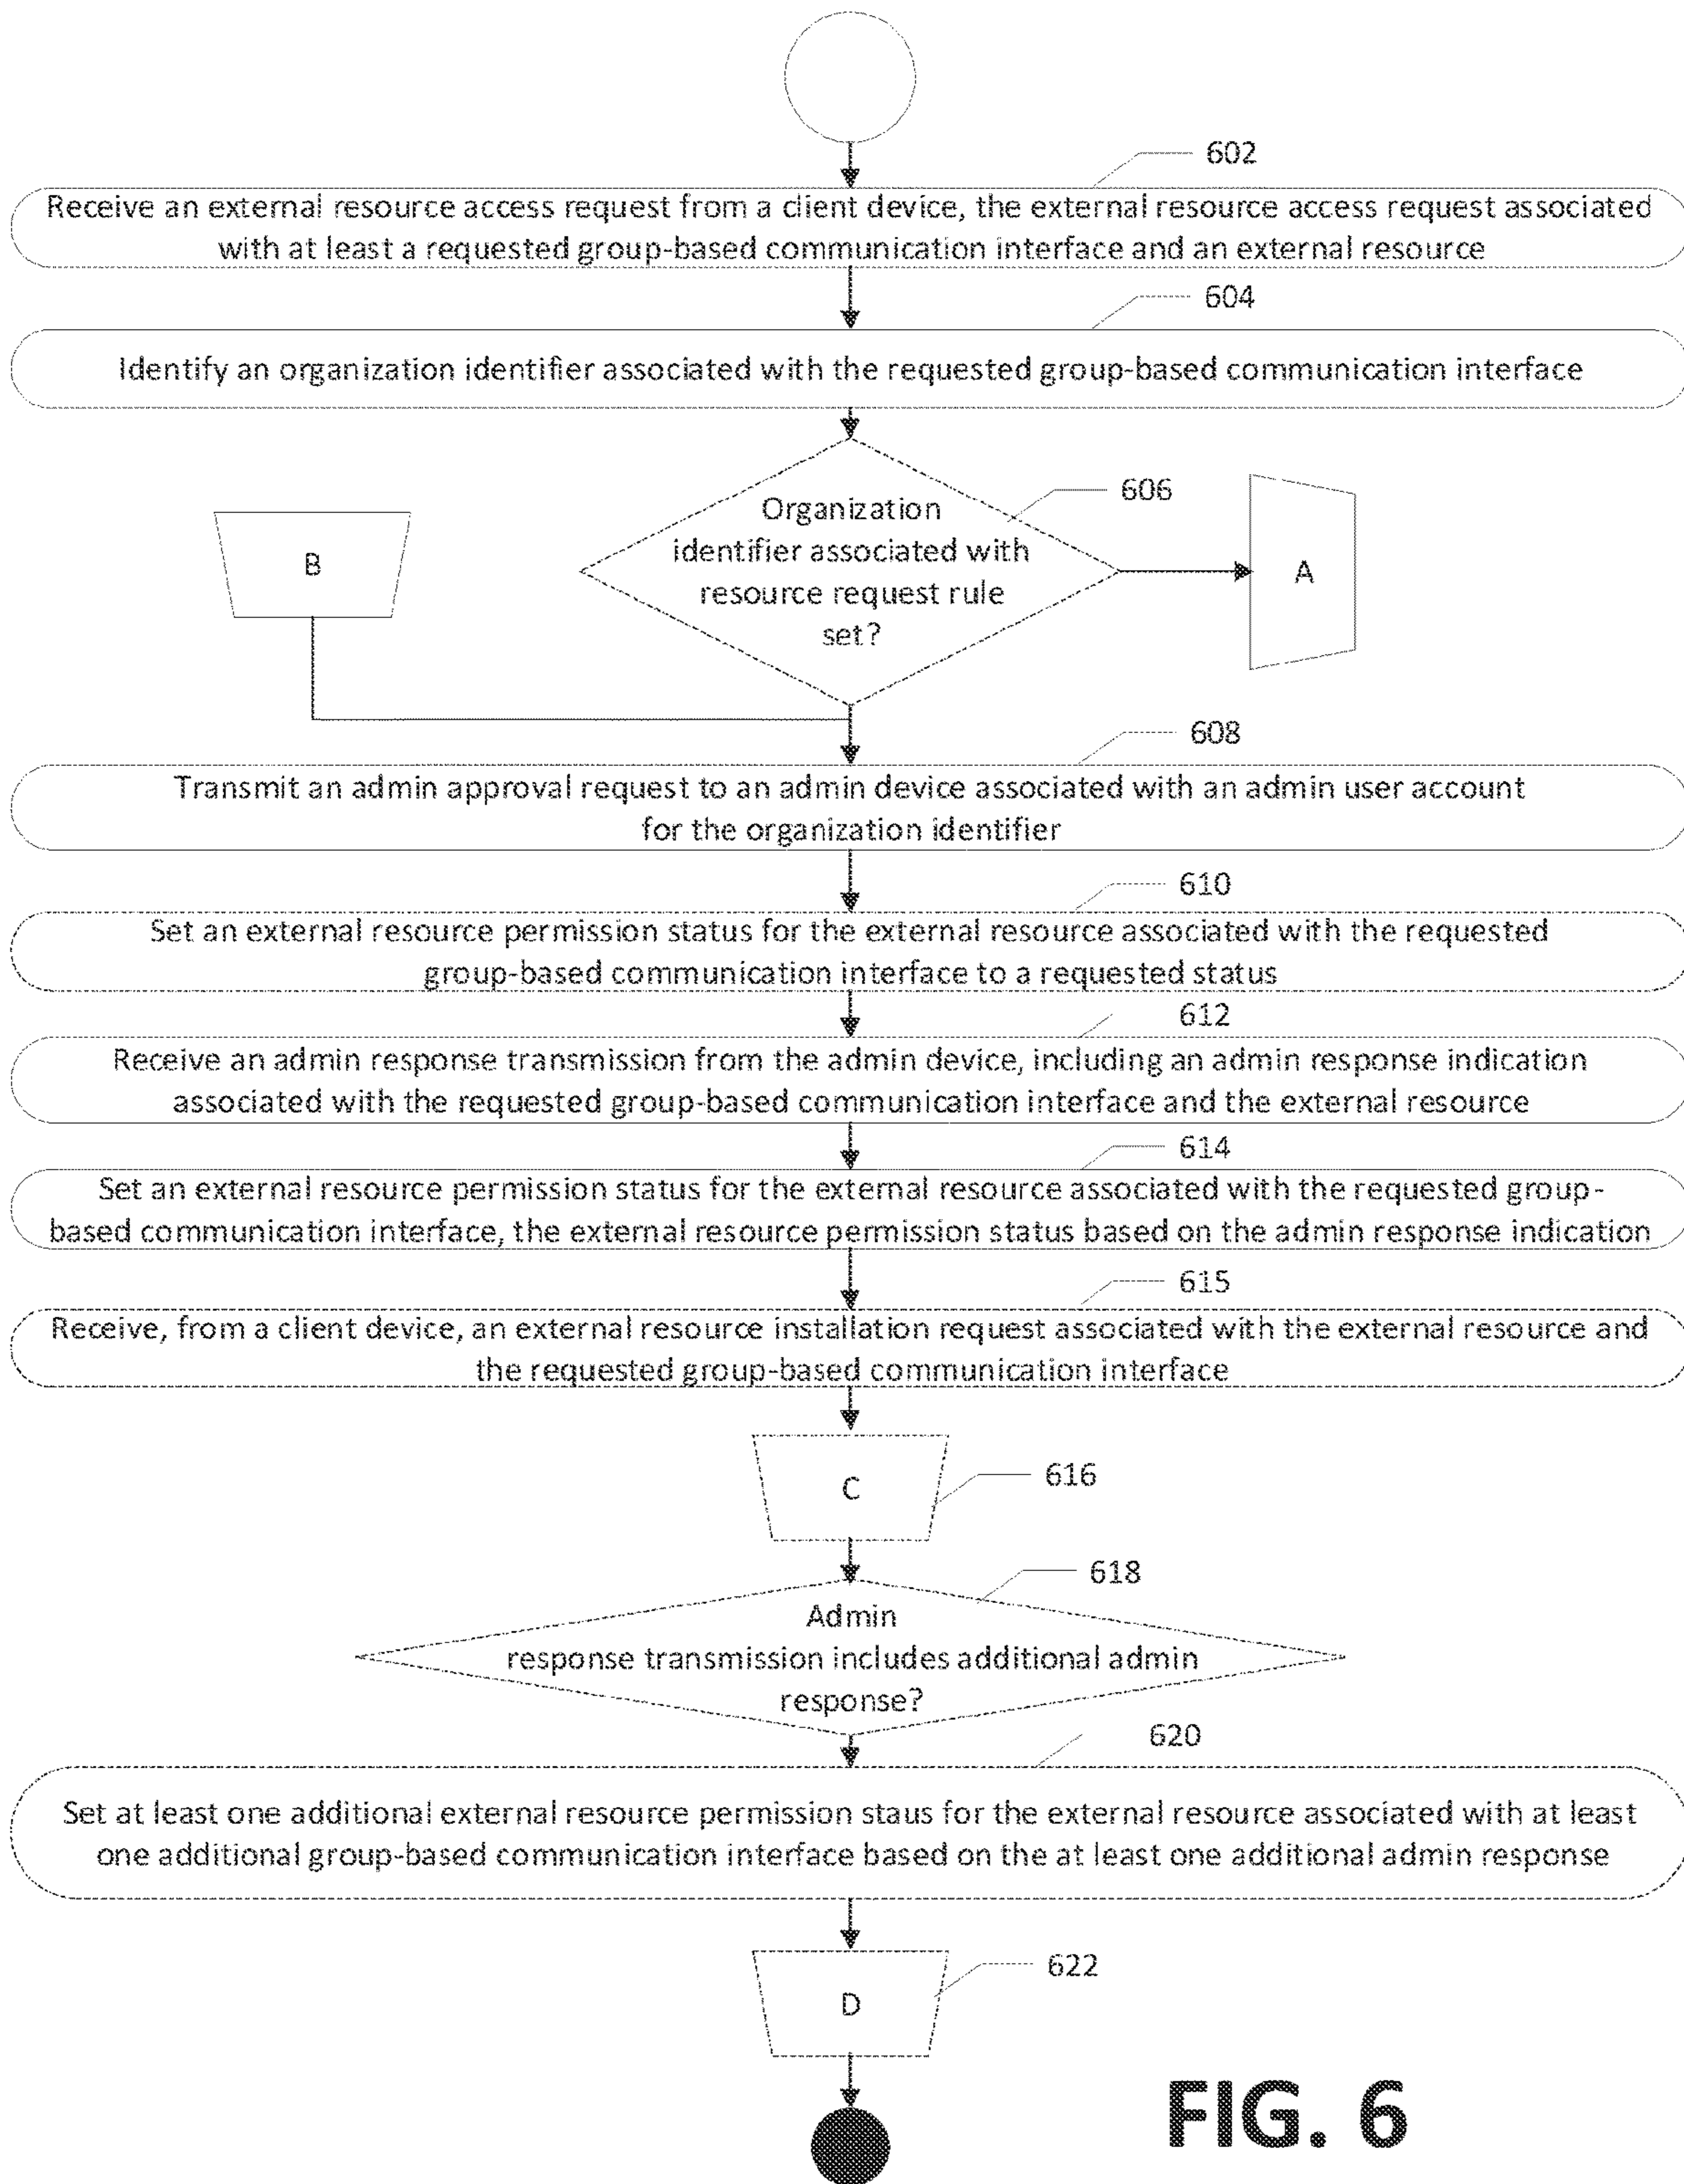 602
Receive an external resource access request from a client device, the external resource access request associated
with at least a requested group-based communication interface and an external resource
604
Identify an organization identifier associated with the requested group-based communication interface
606
Organization
identifier associated with
resource request rule
set?
B
A
608
Transmit an admin approval request to an admin device associated with an admin user account
for the organization identifier
610
Set an external resource permission status for the external resource associated with the requested
group-based communication interface to a requested status
612
Receive an admin response transmission from the admin device, including an admin response indication
associated with the requested group-based communication interface and the external resource
614
Set an external resource permission status for the external resource associated with the requested group-
based communication interface, the external resource permission status based on the admin response indication
615
Receive, from a client device, an external resource installation request associated with the external resource and
the requested group-based communication interface
C
616
618
Admin
response transmission includes additional admin
response?
620
Set at least one additional external resource permission staus for the external resource associated with at least
one additional group-based communication interface based on the at least one additional admin response
622
D
FIG. 6